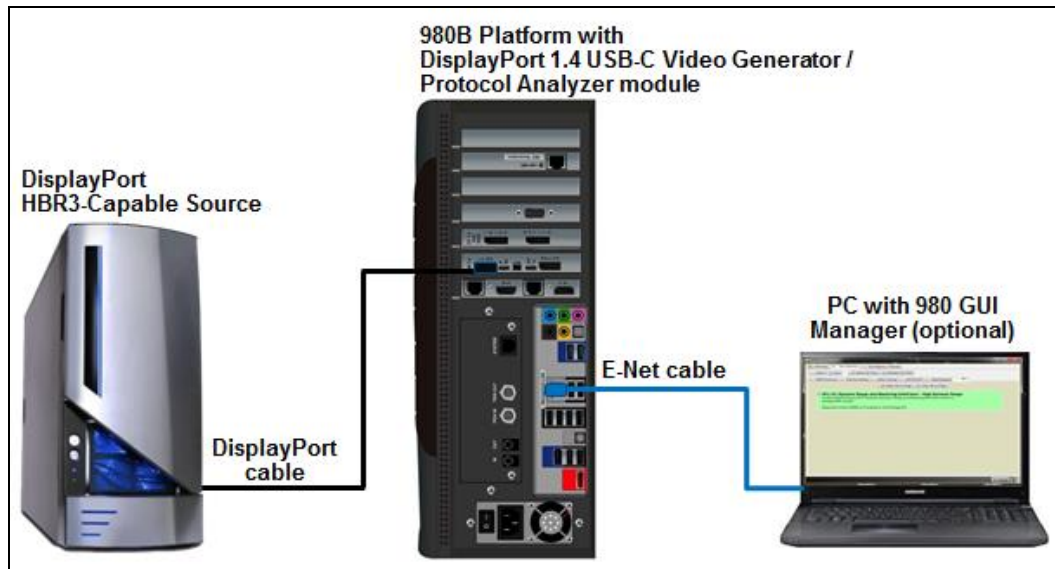 980B Platform with
DisplayPort 1.4 USB-C Video Generator /
Protocol Analyzer module
DisplayPort
HBR3-Capable Source
PC with 980 GUI
Manager (optional)
E-Net cable
DisplayPort
cable